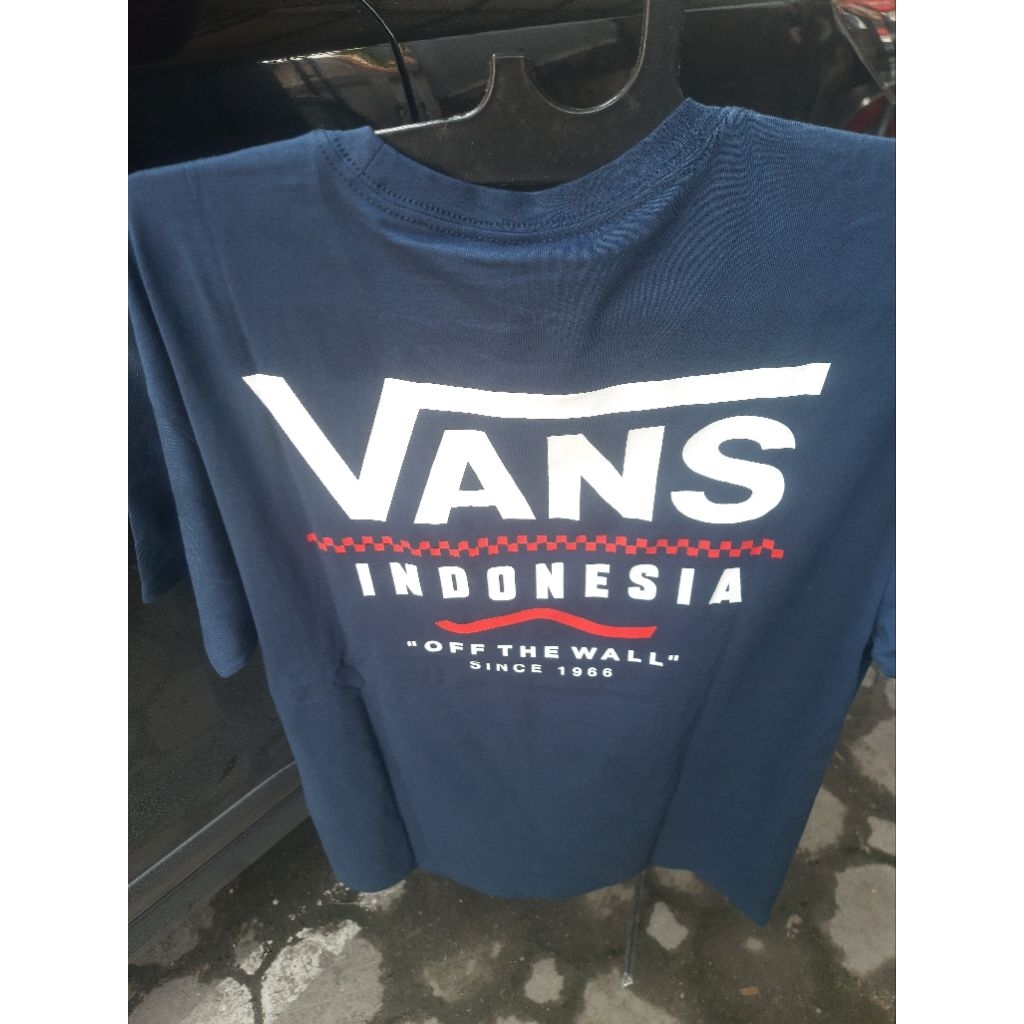 VANS
INDONESIA
"OFF THE WALL"
SINCE 1966